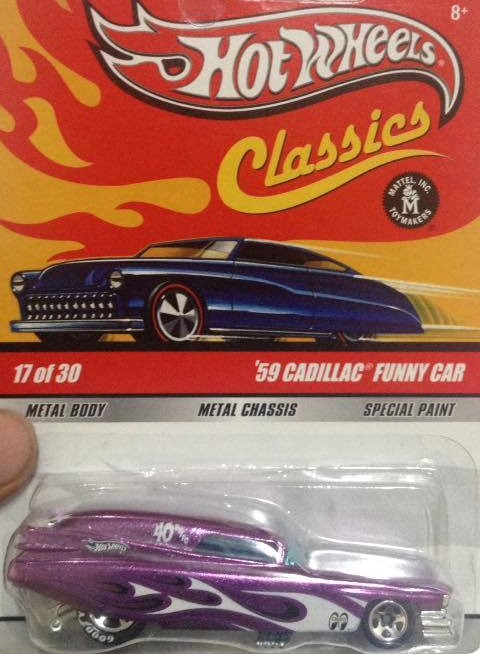 8+
Hot Wheels®
Classics
MATTEL, INC.
M
TOYMAKERS
17 of 30
'59 CADILLAC® FUNNY CAR
METAL BODY METAL CHASSIS SPECIAL PAINT
Hot Wheels
40
GOOD